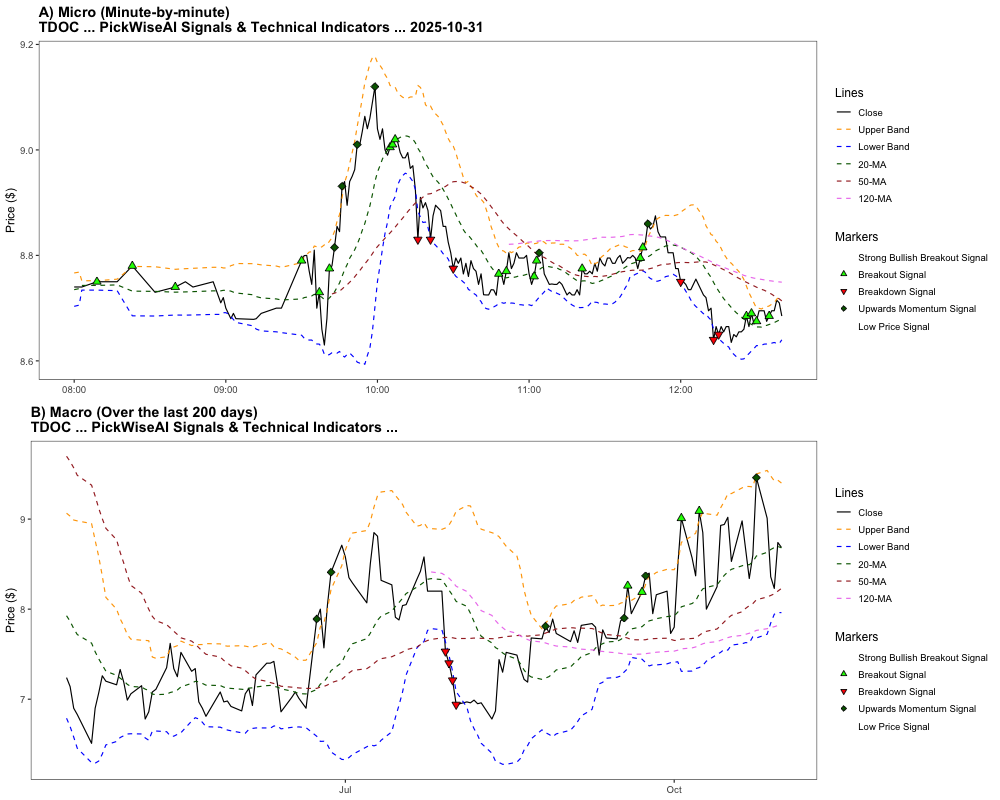 A) Micro (Minute-by-minute)
TDOC ... PickWiseAI Signals & Technical Indicators ... 2025-10-31
Price ($)
9.2
9.0
8.8
8.6
08:00
09:00
10:00
11:00
12:00
Lines
Close
Upper Band
Lower Band
20-MA
50-MA
120-MA
Markers
Strong Bullish Breakout Signal
Breakout Signal
Breakdown Signal
Upwards Momentum Signal
Low Price Signal
B) Macro (Over the last 200 days)
TDOC ... PickWiseAI Signals & Technical Indicators ...
Price ($)
9
8
7
Jul
Oct
Lines
Close
Upper Band
Lower Band
20-MA
50-MA
120-MA
Markers
Strong Bullish Breakout Signal
Breakout Signal
Breakdown Signal
Upwards Momentum Signal
Low Price Signal